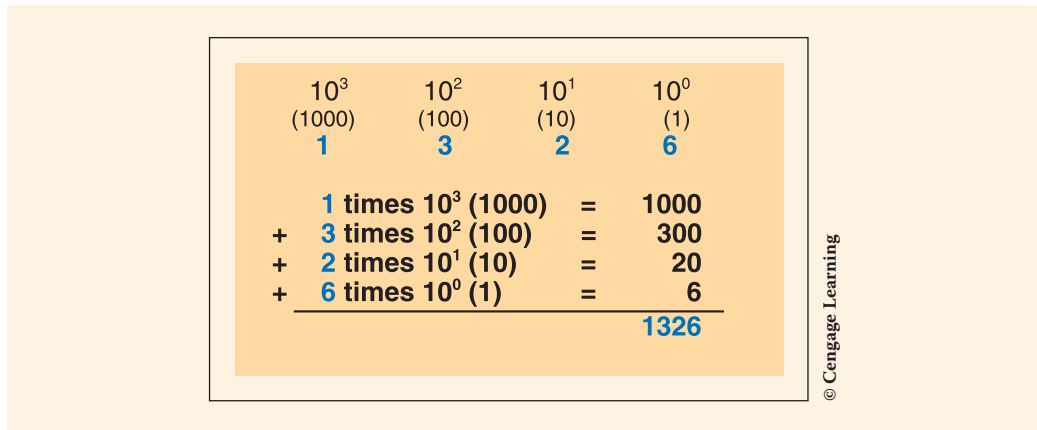 10³ 10² 10¹ 10⁰
(1000) (100) (10) (1)
1 3 2 6
1 times 10³ (1000) = 1000
+ 3 times 10² (100) = 300
+ 2 times 10¹ (10) = 20
+ 6 times 10⁰ (1) = 6
1326
© Cengage Learning